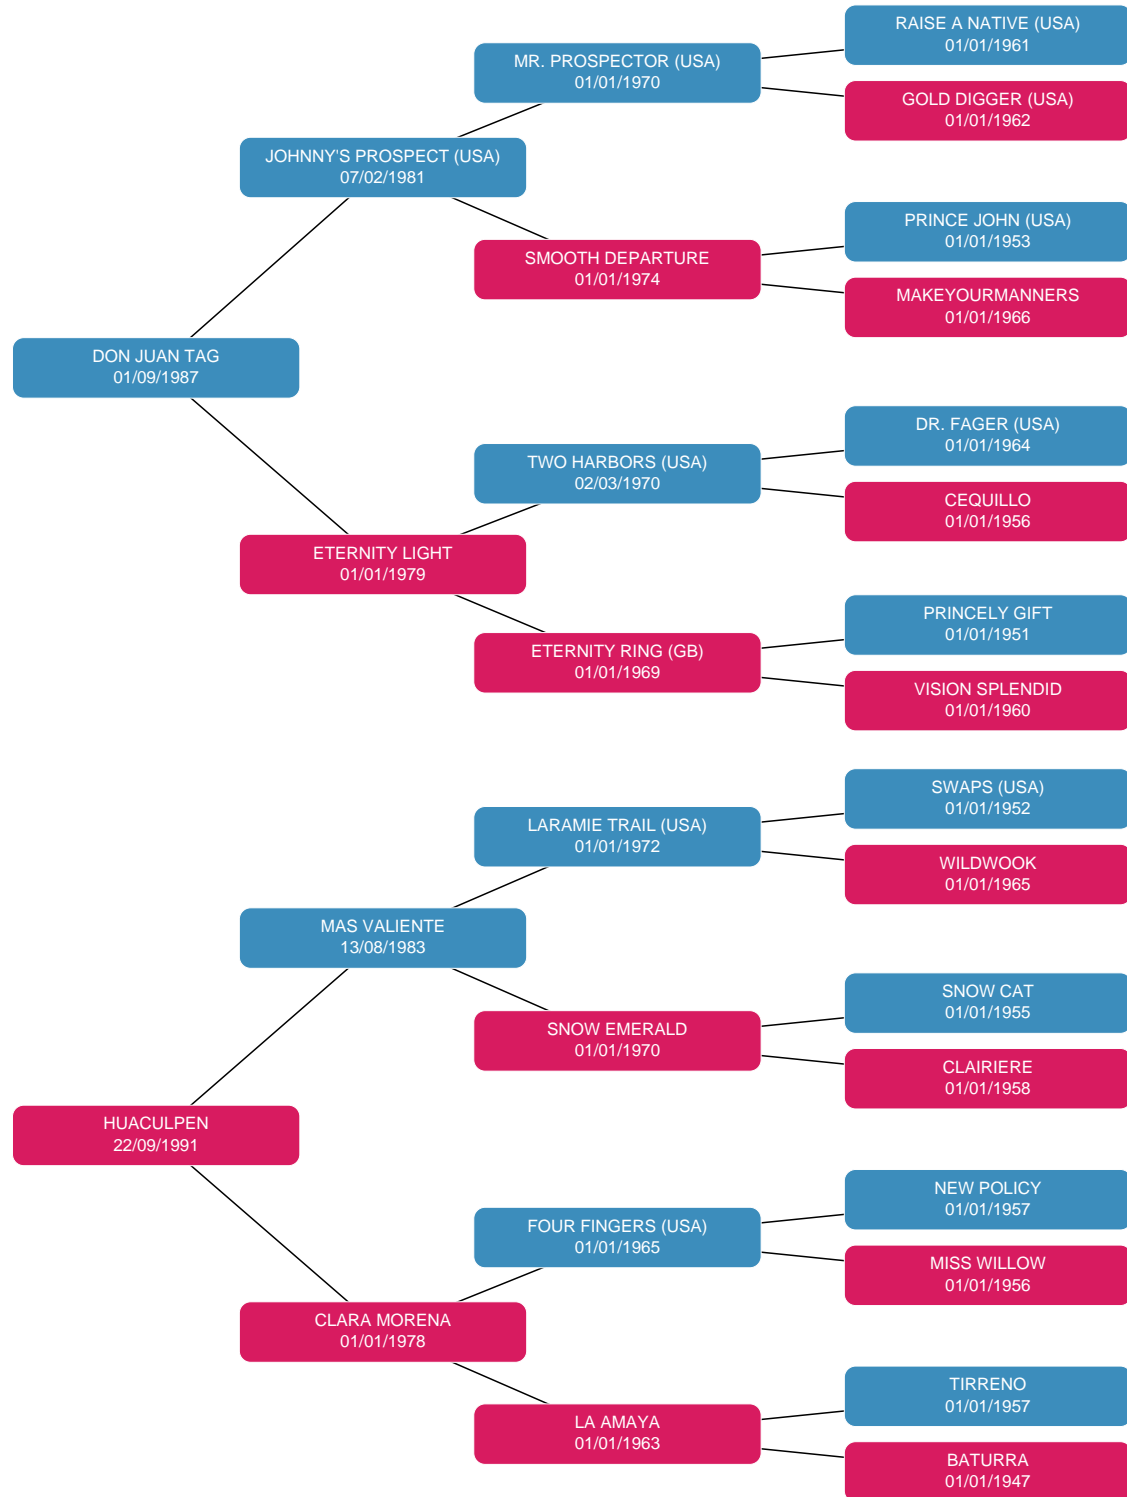 RAISE A NATIVE (USA)
01/01/1961
MR. PROSPECTOR (USA)
01/01/1970
GOLD DIGGER (USA)
01/01/1962
JOHNNY'S PROSPECT (USA)
07/02/1981
PRINCE JOHN (USA)
01/01/1953
SMOOTH DEPARTURE
01/01/1974
MAKEYOURMANNERS
01/01/1966
DON JUAN TAG
01/09/1987
DR. FAGER (USA)
01/01/1964
TWO HARBORS (USA)
02/03/1970
CEQUILLO
01/01/1956
ETERNITY LIGHT
01/01/1979
PRINCELY GIFT
01/01/1951
ETERNITY RING (GB)
01/01/1969
VISION SPLENDID
01/01/1960
SWAPS (USA)
01/01/1952
LARAMIE TRAIL (USA)
01/01/1972
WILDWOOK
01/01/1965
MAS VALIENTE
13/08/1983
SNOW CAT
01/01/1955
SNOW EMERALD
01/01/1970
CLAIRIERE
01/01/1958
HUACULPEN
22/09/1991
NEW POLICY
01/01/1957
FOUR FINGERS (USA)
01/01/1965
MISS WILLOW
01/01/1956
CLARA MORENA
01/01/1978
TIRRENO
01/01/1957
LA AMAYA
01/01/1963
BATURRA
01/01/1947